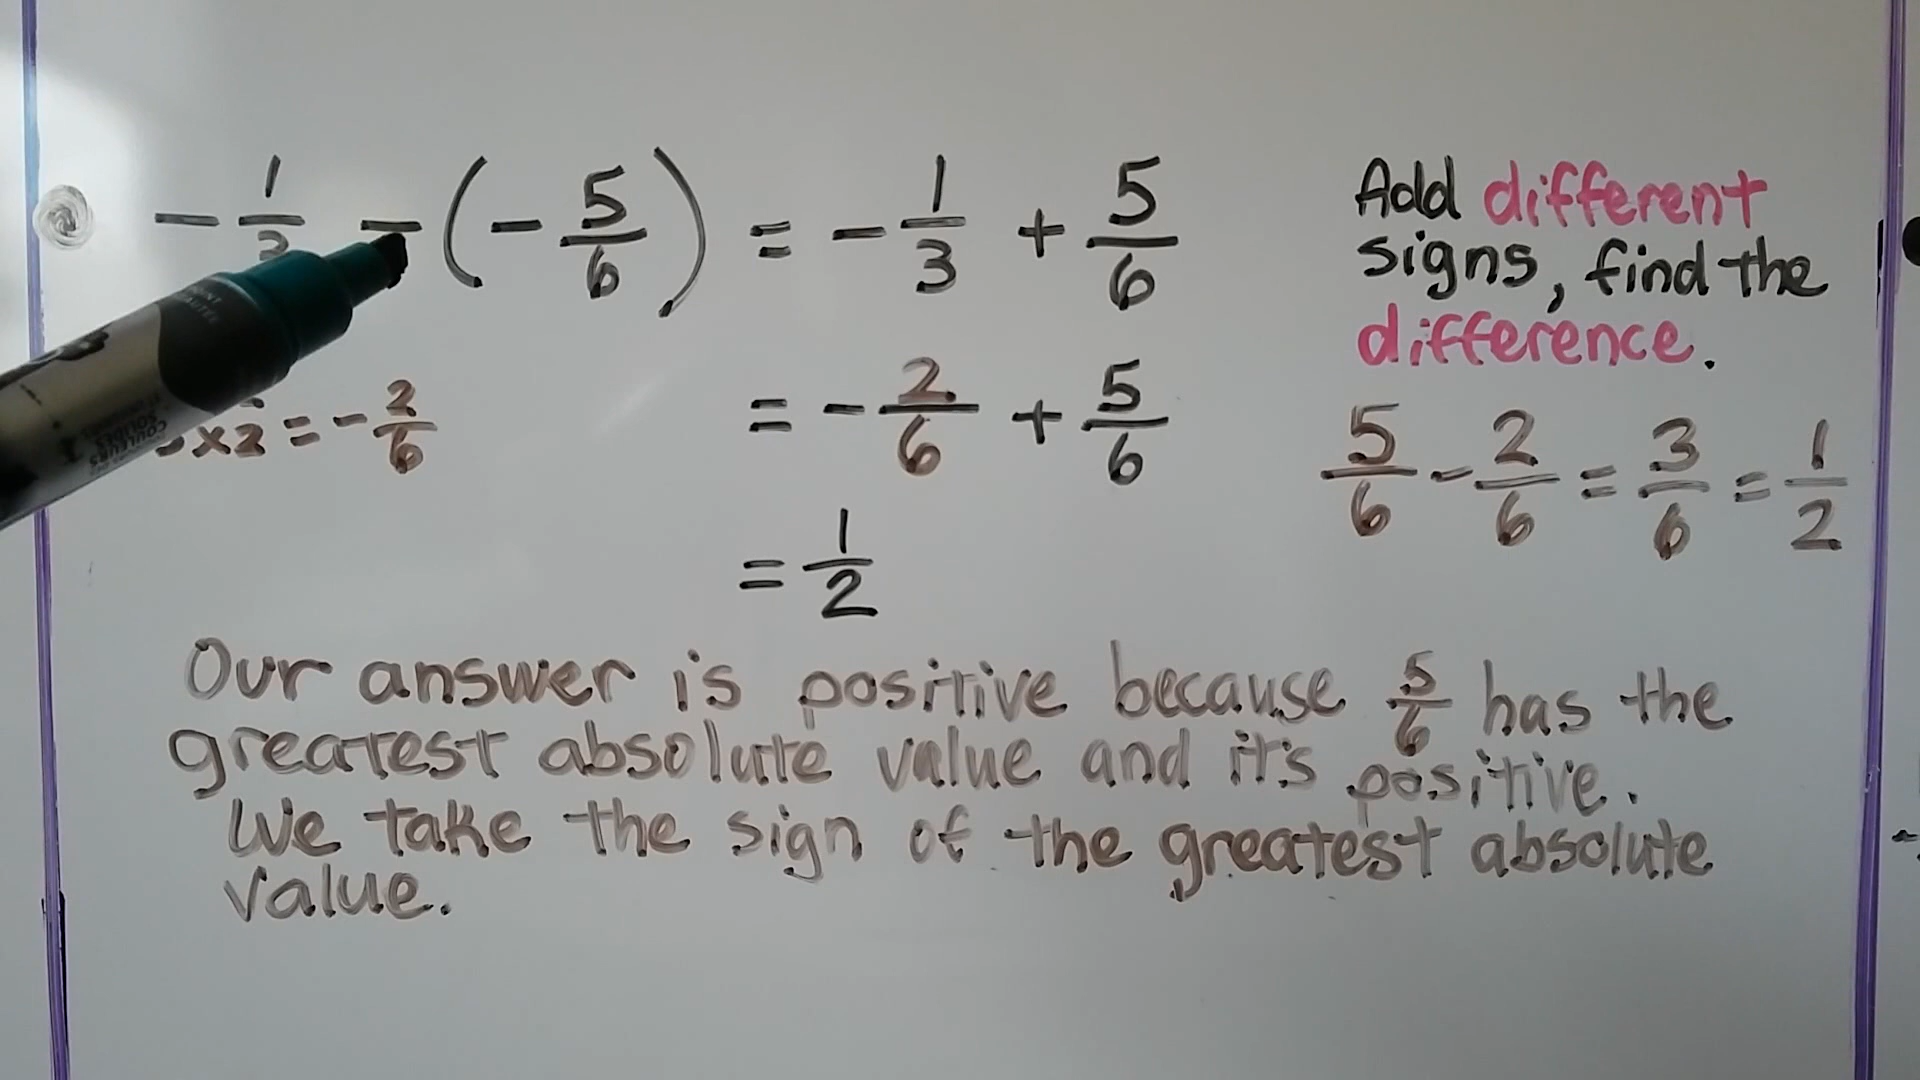 -1/3 -(-5/6) = -1/3 + 5/6
= -2/6 + 5/6
= 1/2
x2 = -2/6
Add different
signs, find the
difference.
5/6 - 2/6 = 3/6 = 1/2
Our answer is positive because 5/6 has the
greatest absolute value and it's positive.
We take the sign of the greatest absolute
value.